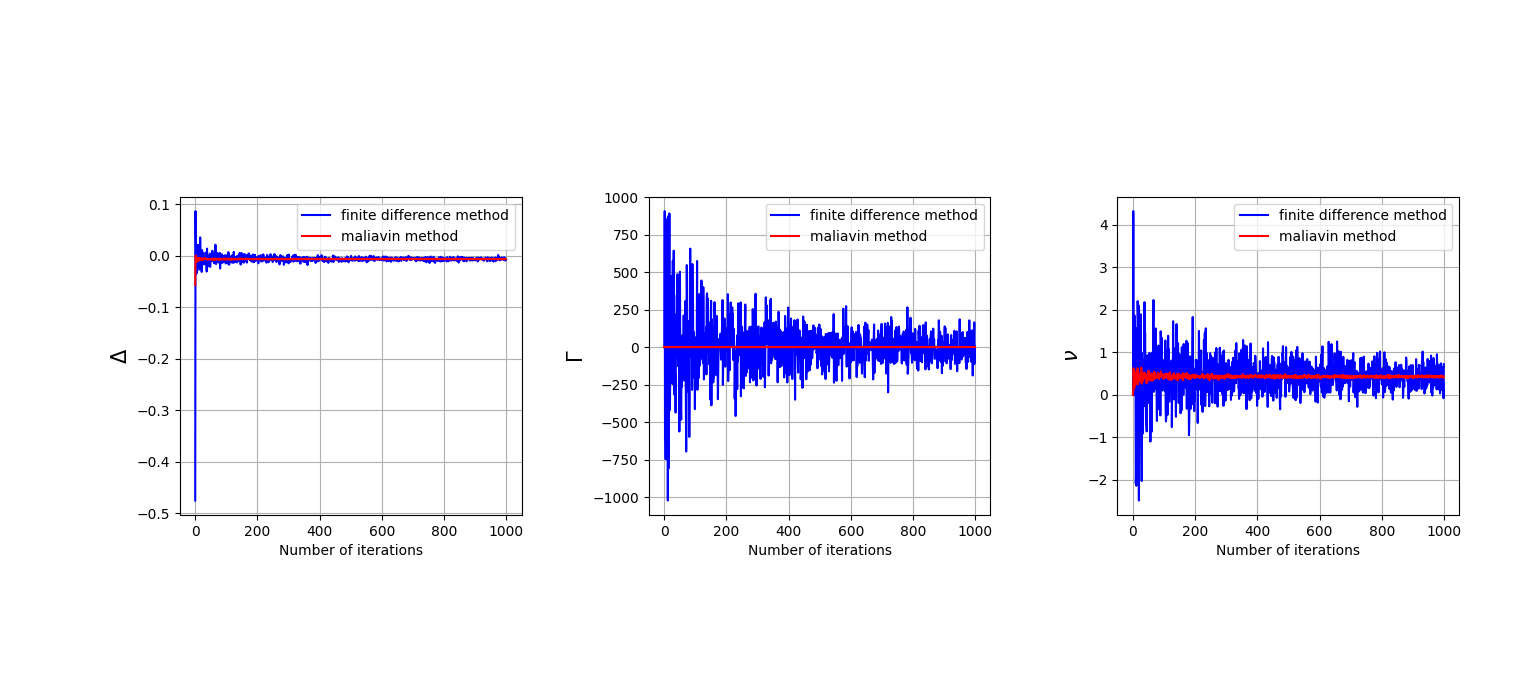 0.1
0.0
−0.1
−0.2
−0.3
−0.4
−0.5
Δ
finite difference method
maliavin method
0 200 400 600 800 1000
Number of iterations
1000
750
500
250
0
−250
−500
−750
−1000
Γ
finite difference method
maliavin method
0 200 400 600 800 1000
Number of iterations
4
3
2
1
0
−1
−2
ν
finite difference method
maliavin method
0 200 400 600 800 1000
Number of iterations